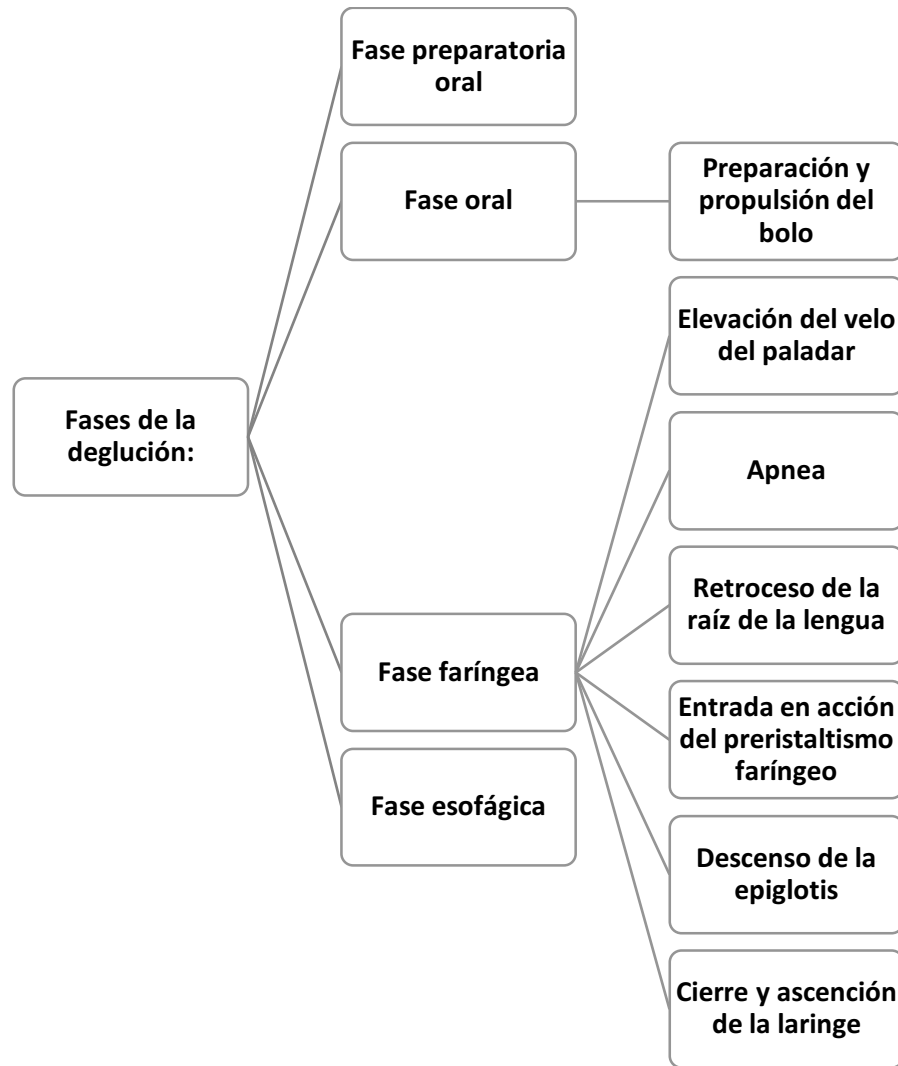 Fase preparatoria
oral
Fase oral
Preparación y
propulsión del
bolo
Fases de la
deglución:
Fase faríngea
Elevación del velo
del paladar
Apnea
Retroceso de la
raíz de la lengua
Entrada en acción
del preristaltismo
faríngeo
Descenso de la
epiglotis
Cierre y ascención
de la laringe
Fase esofágica